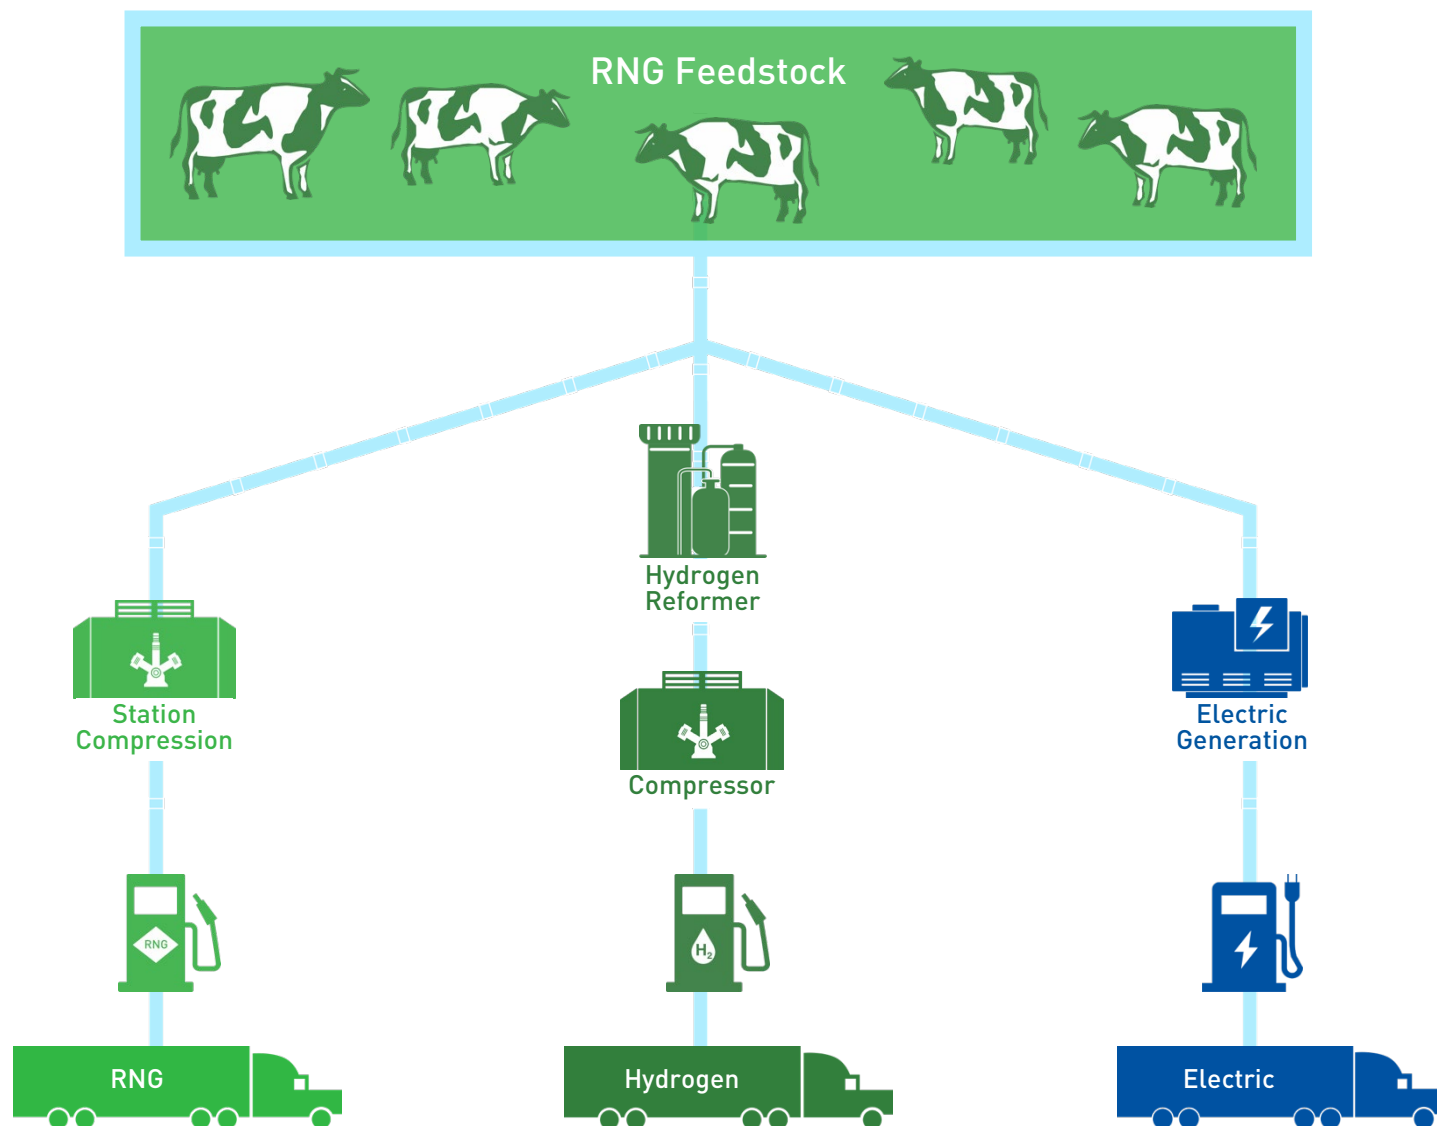 RNG Feedstock
Hydrogen
Reformer
Station
Compression
Compressor
Electric
Generation
RNG
H₂
RNG
Hydrogen
Electric